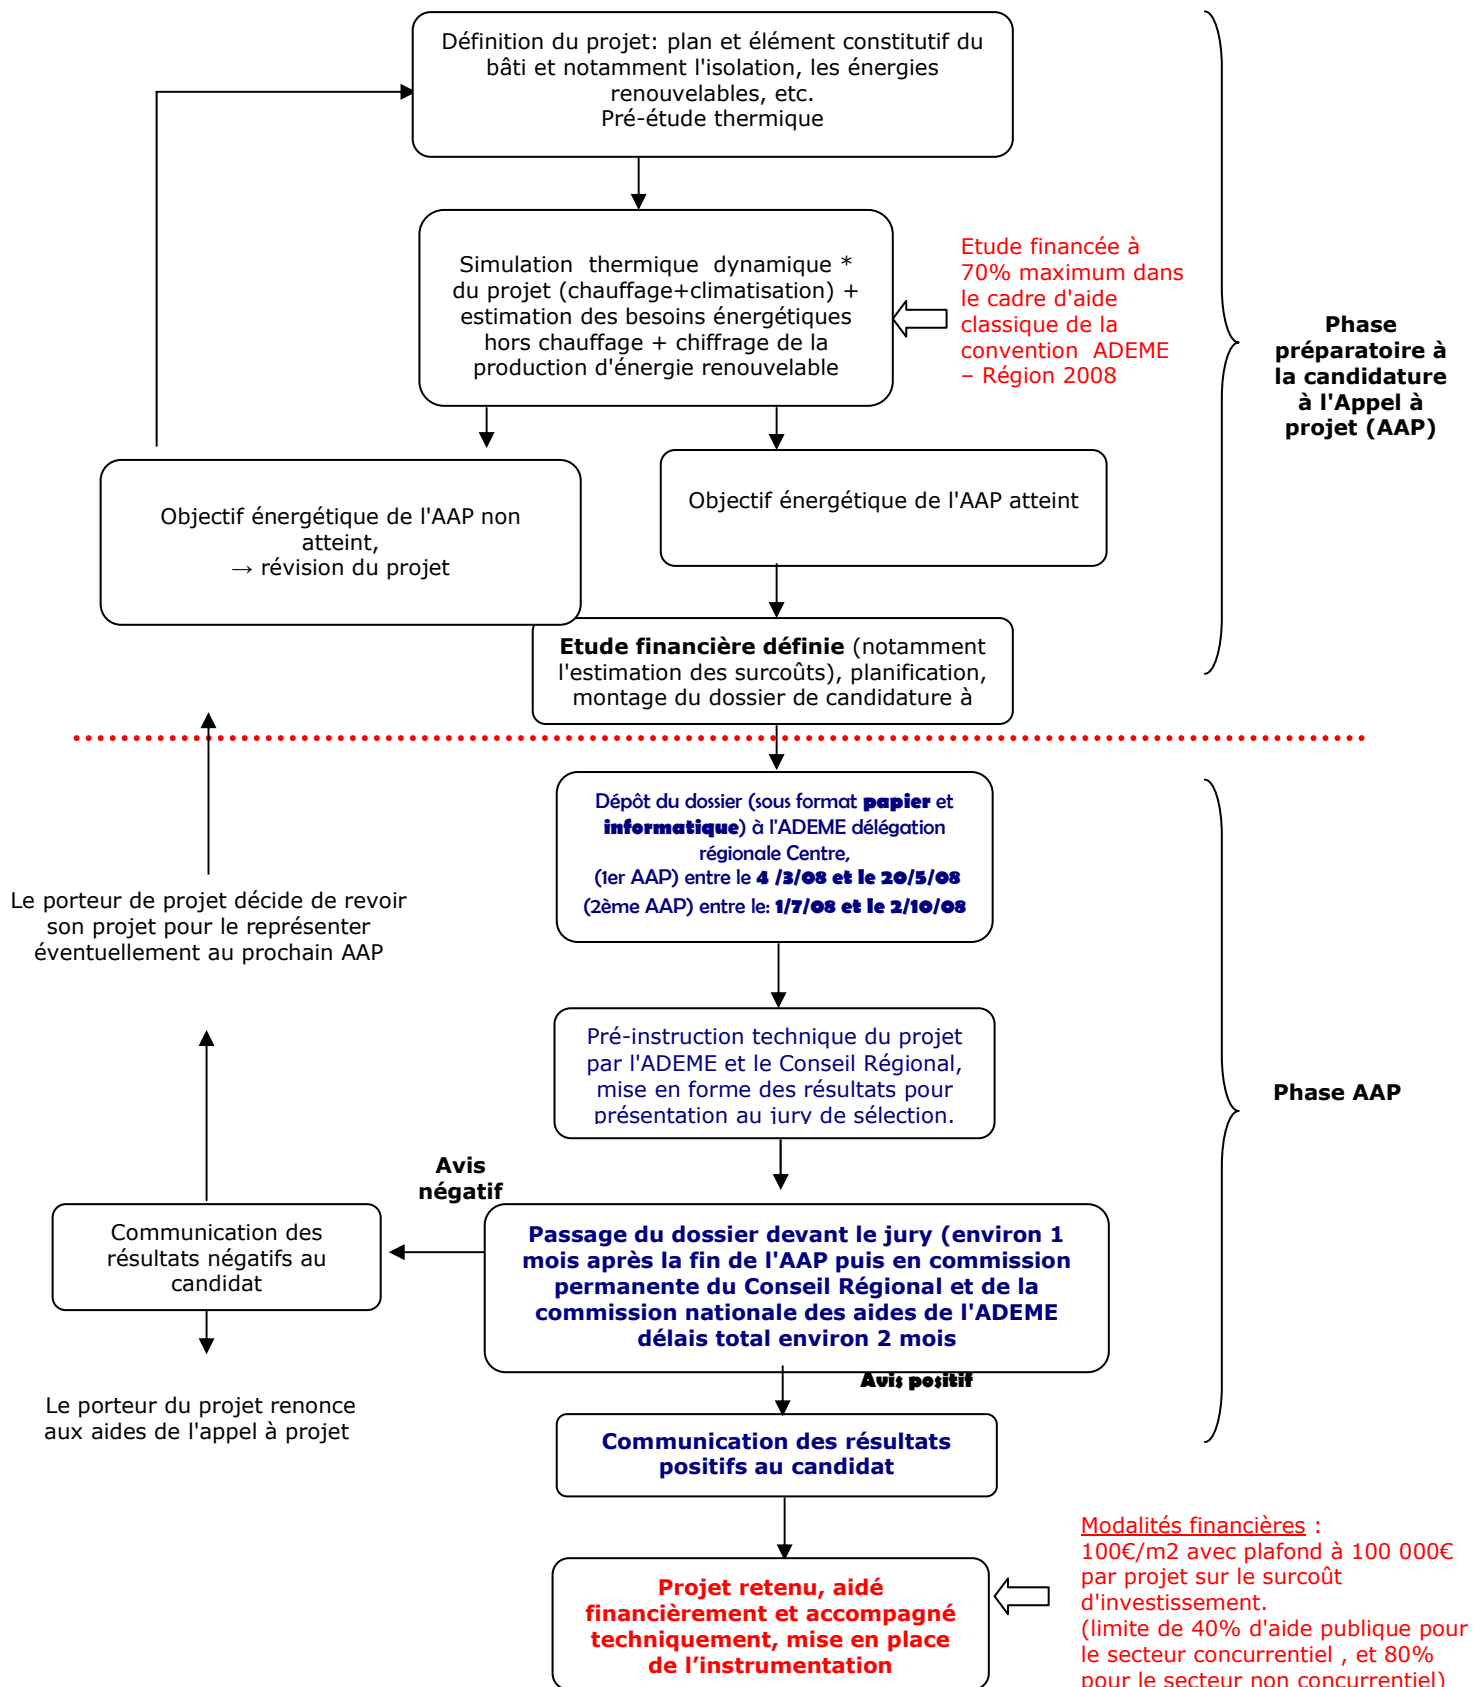 Définition du projet: plan et élément constitutif du
bâti et notamment l'isolation, les énergies
renouvelables, etc.
Pré-étude thermique
Simulation thermique dynamique *
du projet (chauffage+climatisation) +
estimation des besoins énergétiques
hors chauffage + chiffrage de la
production d'énergie renouvelable
Etude financée à
70% maximum dans
le cadre d'aide
classique de la
convention ADEME
– Région 2008
Phase
préparatoire à
la candidature
à l'Appel à
projet (AAP)
Objectif énergétique de l'AAP non
atteint,
→ révision du projet
Objectif énergétique de l'AAP atteint
Etude financière définie (notamment
l'estimation des surcoûts), planification,
montage du dossier de candidature à
Dépôt du dossier (sous format papier et
informatique) à l'ADEME délégation
régionale Centre,
(1er AAP) entre le 4 /3/08 et le 20/5/08
(2ème AAP) entre le: 1/7/08 et le 2/10/08
Le porteur de projet décide de revoir
son projet pour le représenter
éventuellement au prochain AAP
Pré-instruction technique du projet
par l'ADEME et le Conseil Régional,
mise en forme des résultats pour
présentation au jury de sélection.
Phase AAP
Avis
négatif
Communication des
résultats négatifs au
candidat
Passage du dossier devant le jury (environ 1
mois après la fin de l'AAP puis en commission
permanente du Conseil Régional et de la
commission nationale des aides de l'ADEME
délais total environ 2 mois
Avis positif
Le porteur du projet renonce
aux aides de l'appel à projet
Communication des résultats
positifs au candidat
Projet retenu, aidé
financièrement et accompagné
techniquement, mise en place
de l’instrumentation
Modalités financières :
100€/m2 avec plafond à 100 000€
par projet sur le surcoût
d'investissement.
(limite de 40% d'aide publique pour
le secteur concurrentiel , et 80%
pour le secteur non concurrentiel)